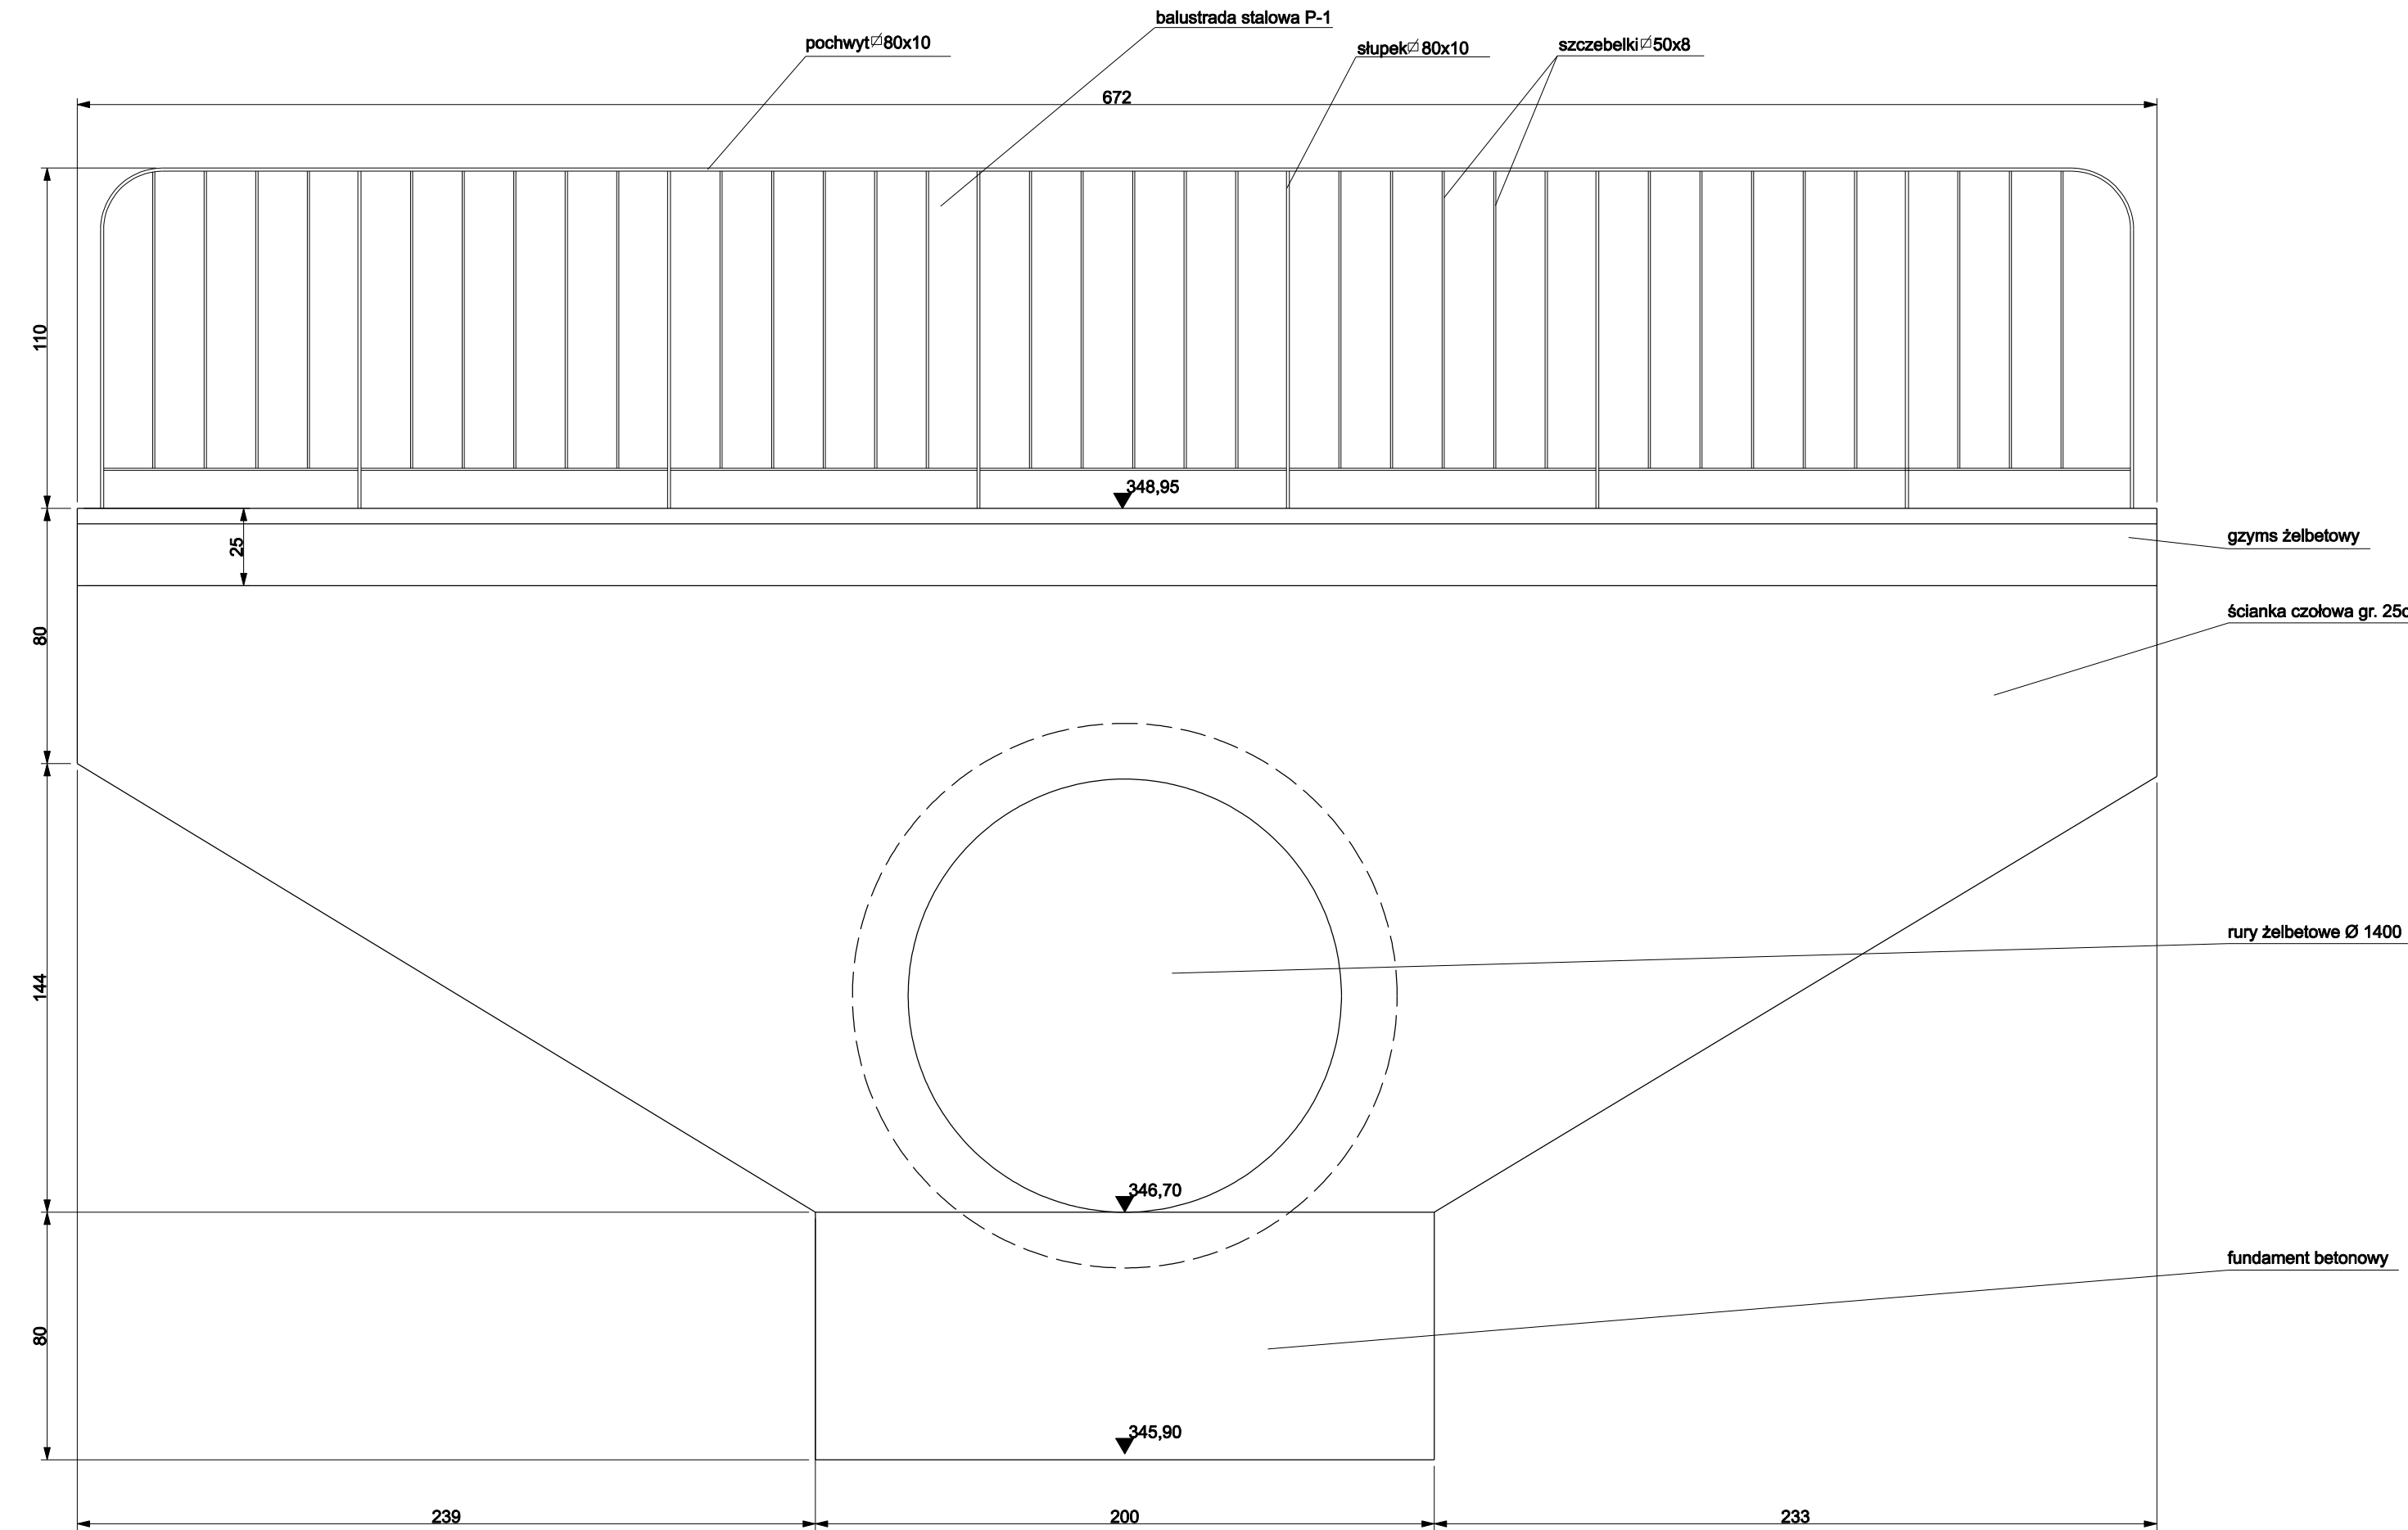 balustrada stalowa P-1
pochwyt 80x10
słupek 80x10
szczebelki 50x8
672
110
348,95
25
gzyms żelbetowy
80
ścianka czołowa gr. 25c
rury żelbetowe Ø 1400
144
346,70
fundament betonowy
80
345,90
239
200
233